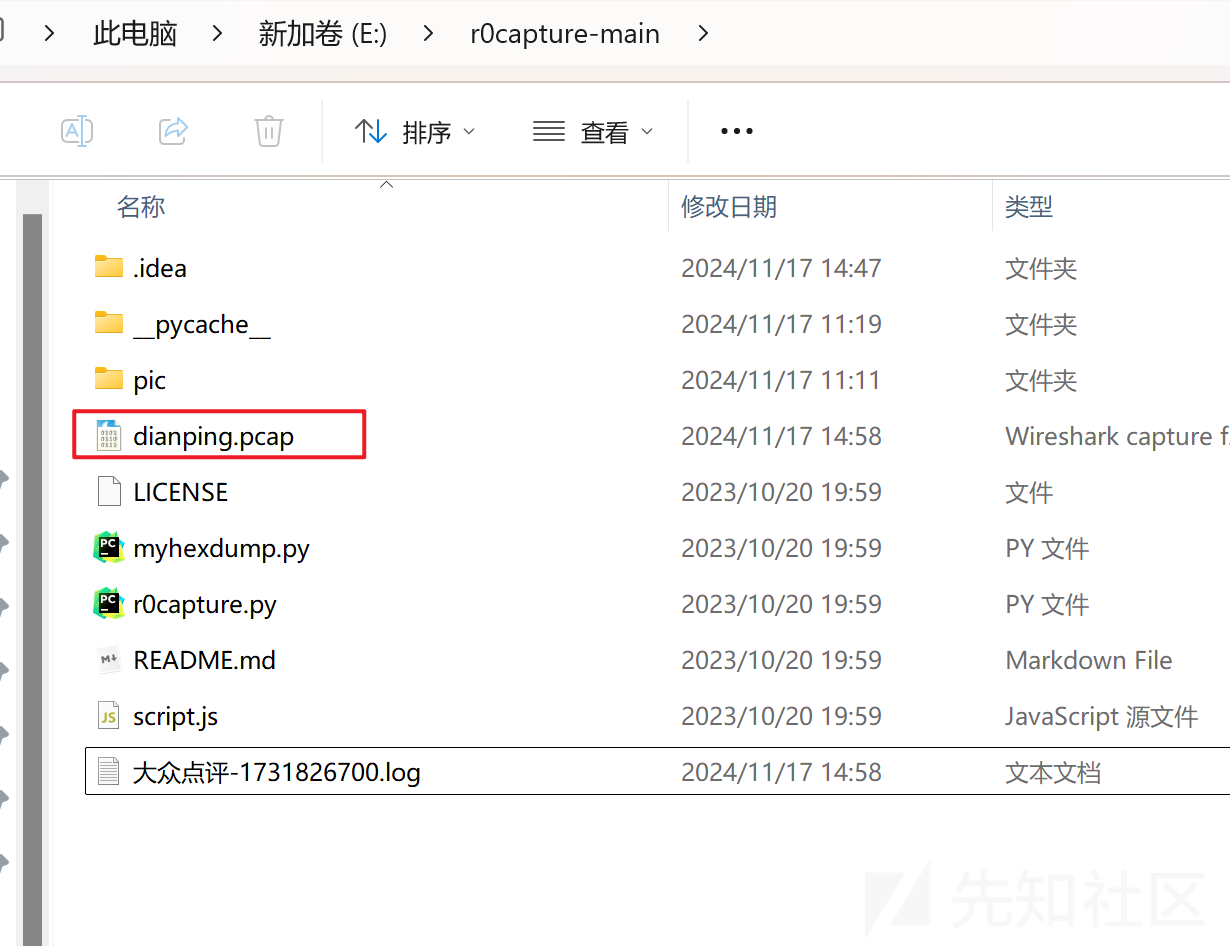 此电脑 > 新加卷 (E:) > r0capture-main >
排序 查看 •••
名称 修改日期 类型
.idea 2024/11/17 14:47 文件夹
__pycache__ 2024/11/17 11:19 文件夹
pic 2024/11/17 11:11 文件夹
dianping.pcap 2024/11/17 14:58 Wireshark capture f
LICENSE 2023/10/20 19:59 文件
myhexdump.py 2023/10/20 19:59 PY 文件
r0capture.py 2023/10/20 19:59 PY 文件
README.md 2023/10/20 19:59 Markdown File
script.js 2023/10/20 19:59 JavaScript 源文件
大众点评-1731826700.log 2024/11/17 14:58 文本文档
先知社区